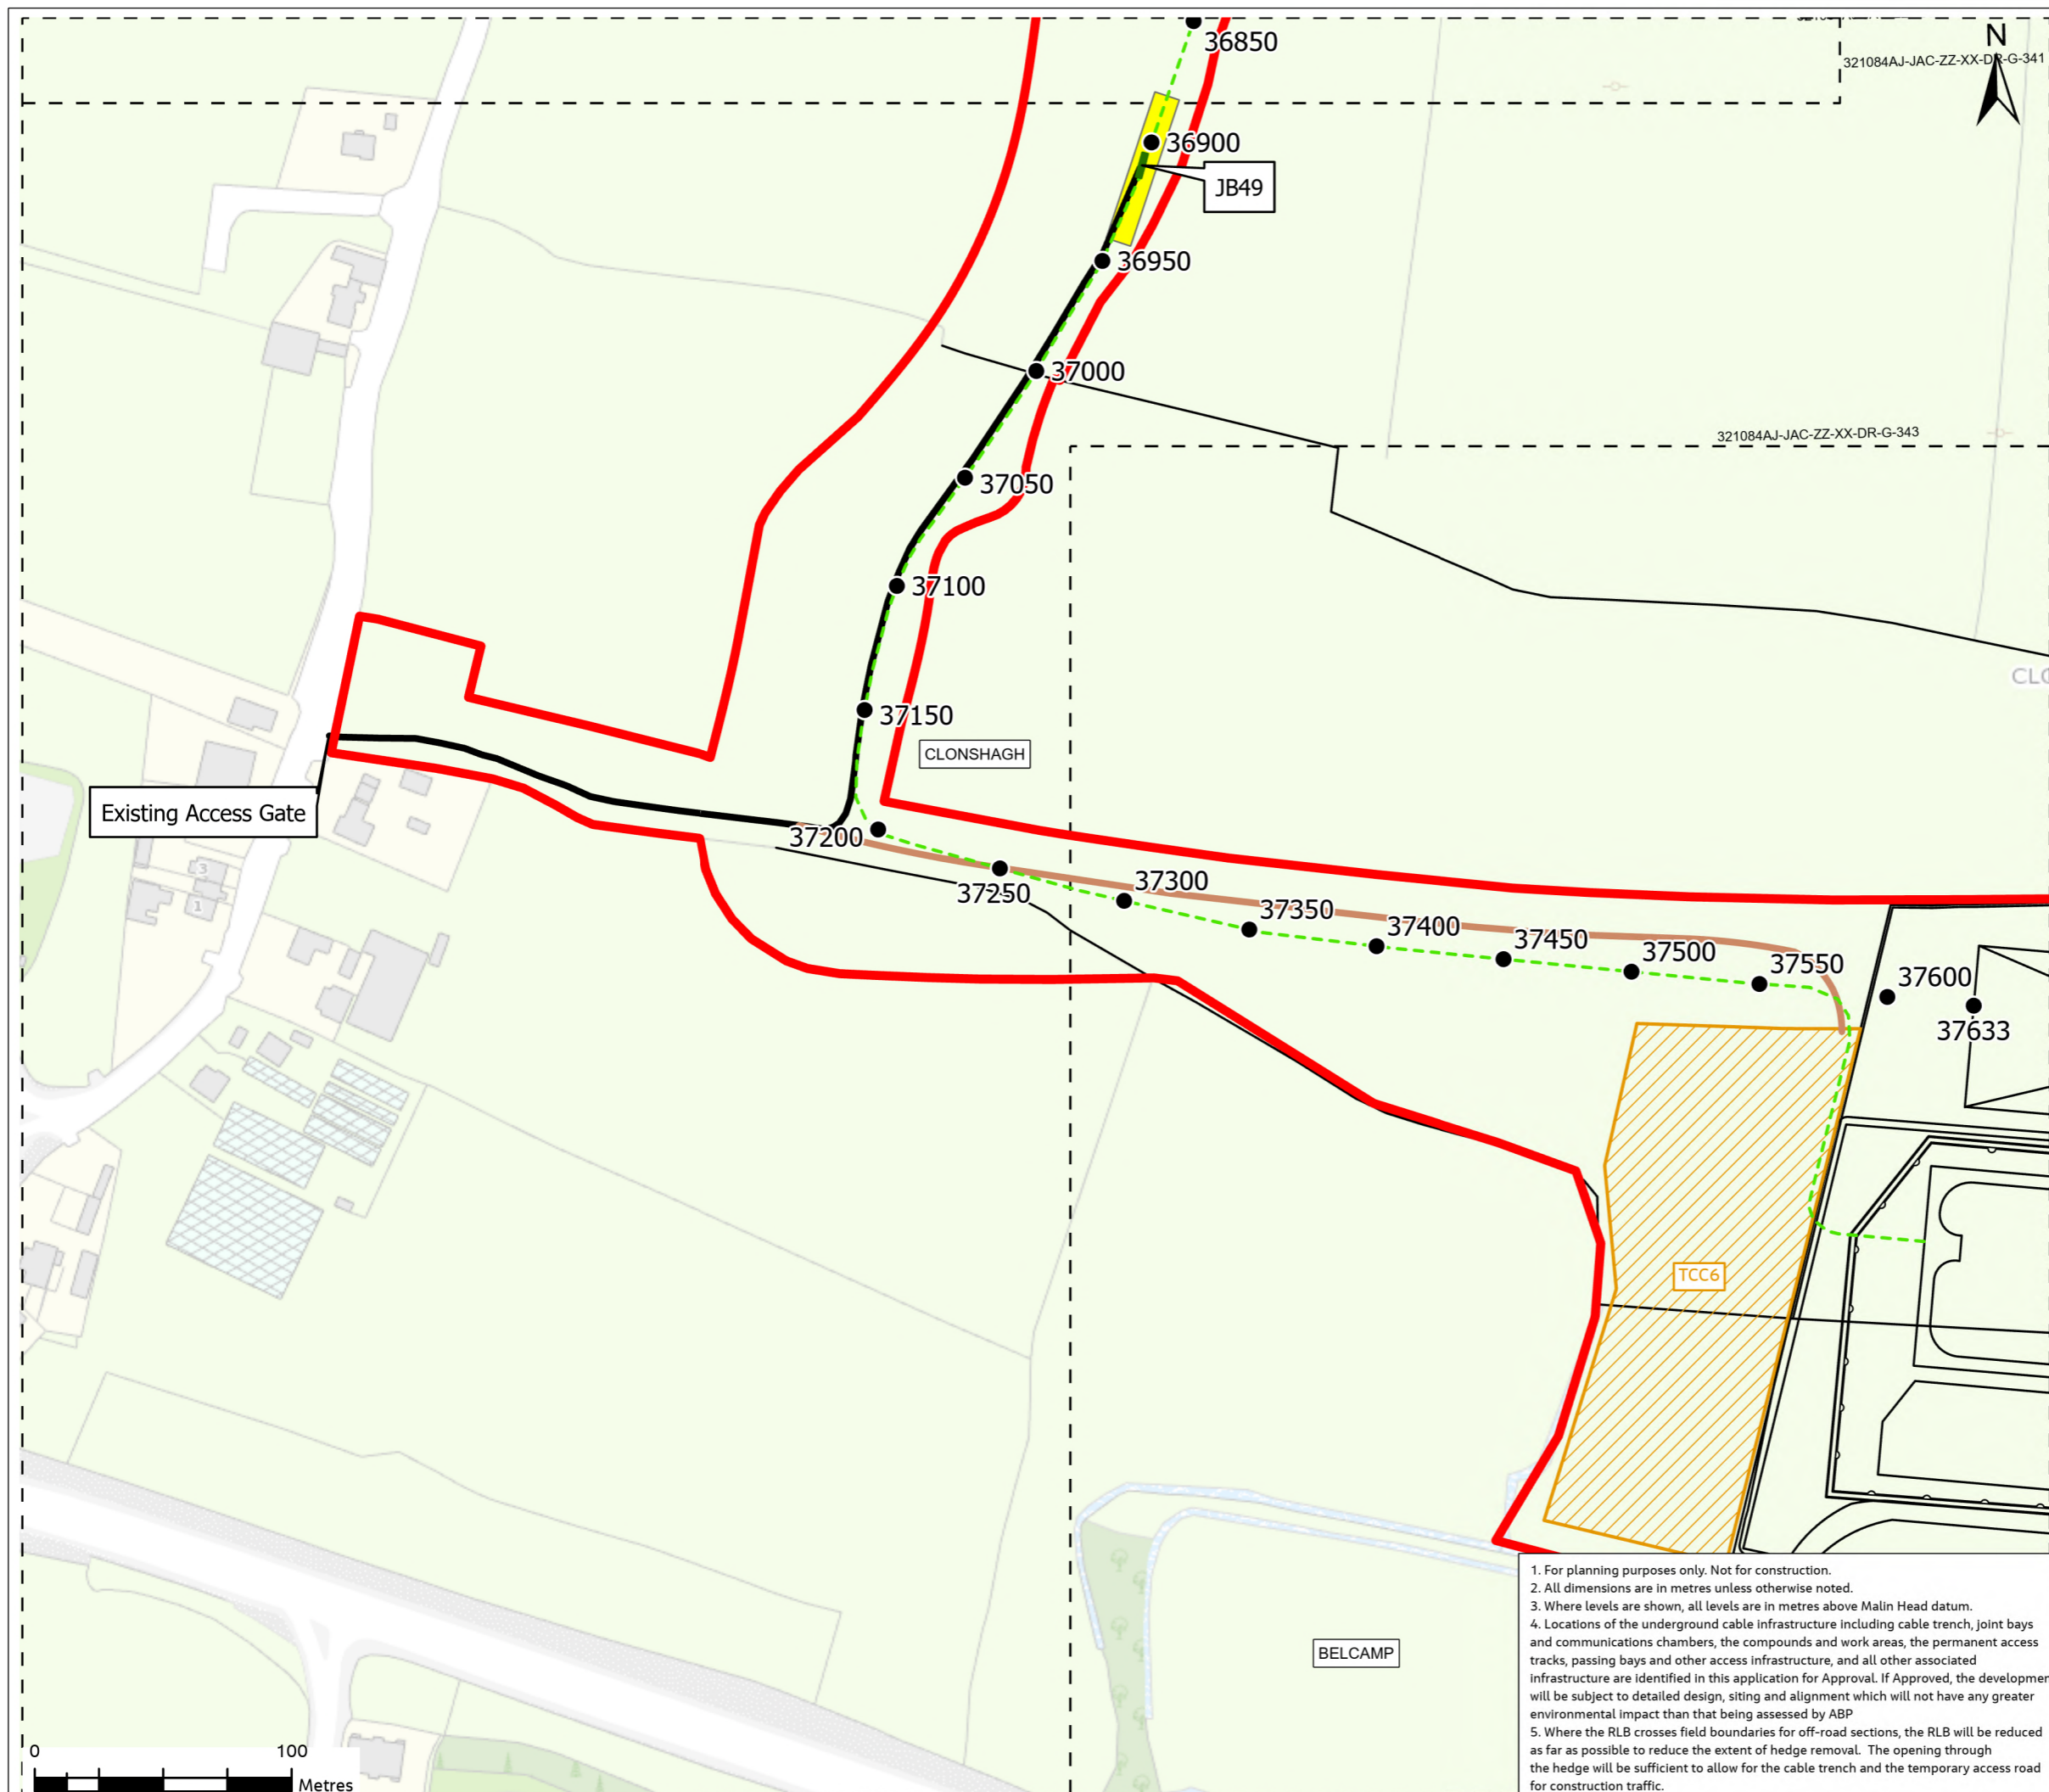 36850
N
321084AJ-JAC-ZZ-XX-DR-G-341
36900
JB49
36950
37000
321084AJ-JAC-ZZ-XX-DR-G-343
37050
37100
CLO
37150
CLONSHAGH
Existing Access Gate
37200
37250
37300
37350
37400
37450
37500
37550
37600
37633
3
1
TCC6
BELCAMP
1. For planning purposes only. Not for construction.
2. All dimensions are in metres unless otherwise noted.
3. Where levels are shown, all levels are in metres above Malin Head datum.
4. Locations of the underground cable infrastructure including cable trench, joint bays
and communications chambers, the compounds and work areas, the permanent access
tracks, passing bays and other access infrastructure, and all other associated
infrastructure are identified in this application for Approval. If Approved, the developmen
will be subject to detailed design, siting and alignment which will not have any greater
environmental impact than that being assessed by ABP
5. Where the RLB crosses field boundaries for off-road sections, the RLB will be reduced
as far as possible to reduce the extent of hedge removal. The opening through
the hedge will be sufficient to allow for the cable trench and the temporary access road
for construction traffic.
0 100
Metres